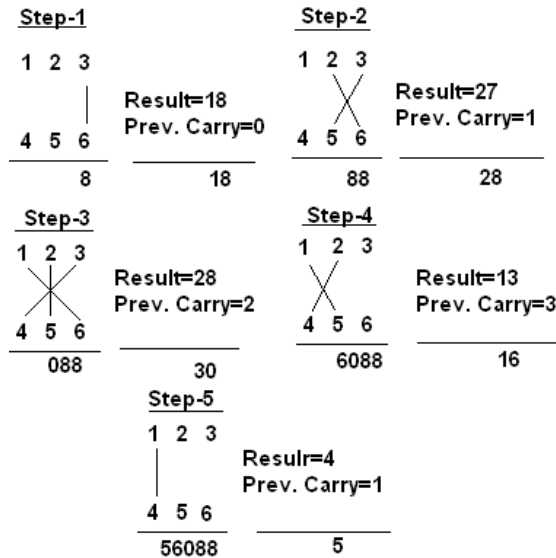 Step-1
1 2 3
Result=18
Prev. Carry=0
4 5 6
8
18
Step-2
1 2 3
Result=27
Prev. Carry=1
4 5 6
88
28
Step-3
1 2 3
Result=28
Prev. Carry=2
4 5 6
088
30
Step-4
1 2 3
Result=13
Prev. Carry=3
4 5 6
6088
16
Step-5
1 2 3
Resulr=4
Prev. Carry=1
4 5 6
56088
5